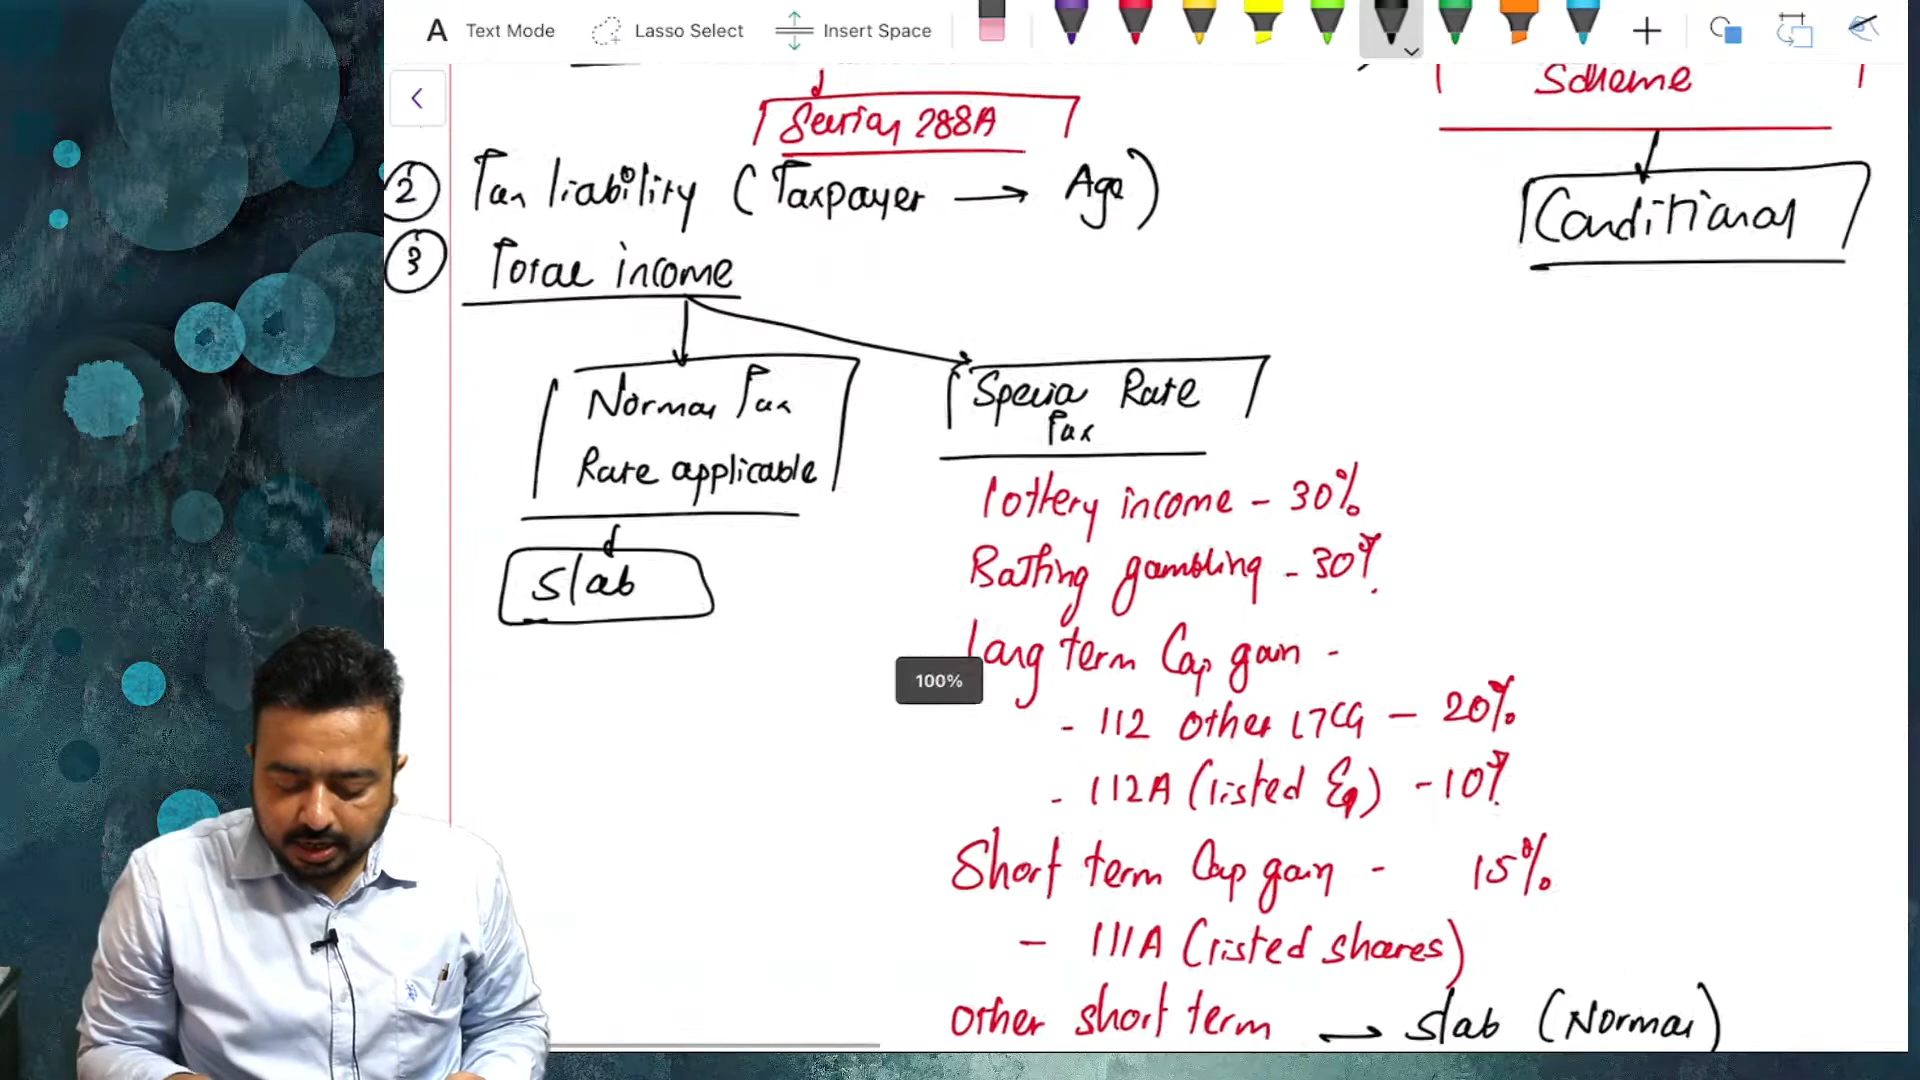 A Text Mode Lasso Select Insert Space
Scheme
Section 288A
② Tax liability ( Taxpayer → Age )
Conditional
③ Total income
Normal Tax
Rate applicable
Special Rate
Tax
Slab
Lottery income - 30%
Batting gambling - 30%
Long term Cap gain -
100%
- 112 Other LTCG - 20%
- 112A (listed Eq) - 10%
Short term Cap gain - 15%
- 111A (listed shares)
Other short term → slab (Normal)